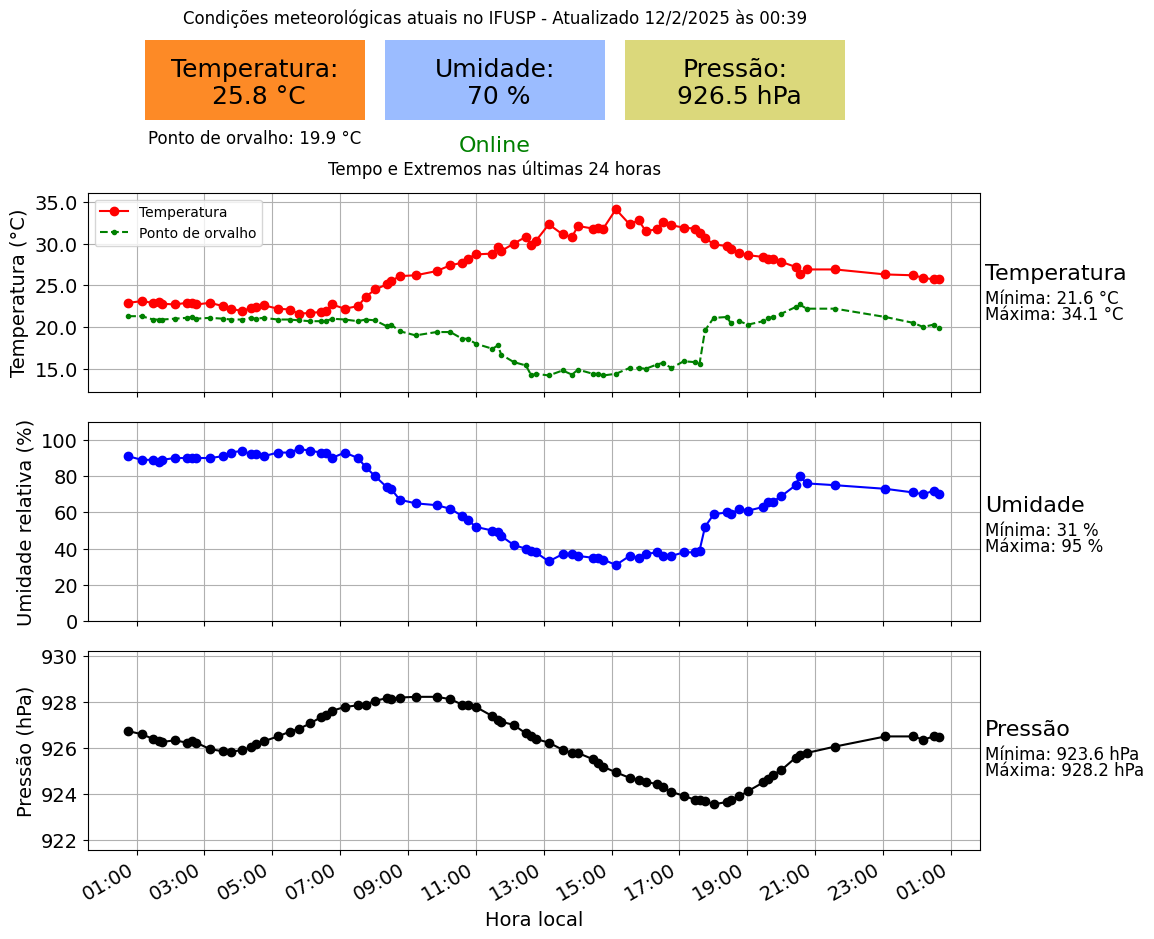 Condições meteorológicas atuais no IFUSP - Atualizado 12/2/2025 às 00:39
Temperatura:
25.8 °C
Umidade:
70 %
Pressão:
926.5 hPa
Ponto de orvalho: 19.9 °C
Online
Tempo e Extremos nas últimas 24 horas
Temperatura (°C)
35.0
30.0
25.0
20.0
15.0
Temperatura
Ponto de orvalho
Temperatura
Mínima: 21.6 °C
Máxima: 34.1 °C
Umidade relativa (%)
100
80
60
40
20
0
Umidade
Mínima: 31 %
Máxima: 95 %
Pressão (hPa)
930
928
926
924
922
Pressão
Mínima: 923.6 hPa
Máxima: 928.2 hPa
01:00 03:00 05:00 07:00 09:00 11:00 13:00 15:00 17:00 19:00 21:00 23:00 01:00
Hora local